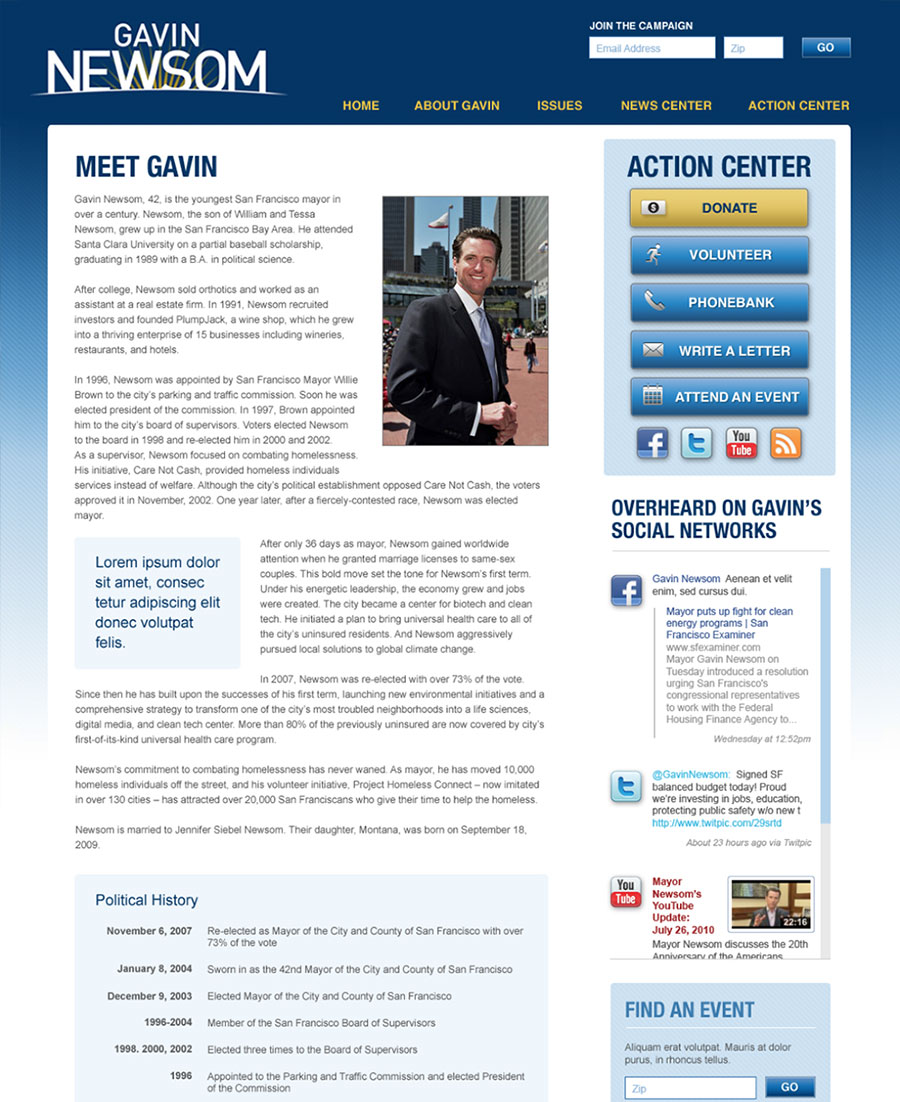 GAVIN
NEWSOM
JOIN THE CAMPAIGN
Email Address
Zip
GO
HOME
ABOUT GAVIN
ISSUES
NEWS CENTER
ACTION CENTER
MEET GAVIN
Gavin Newsom, 42, is the youngest San Francisco mayor in
over a century. Newsom, the son of William and Tessa
Newsom, grew up in the San Francisco Bay Area. He attended
Santa Clara University on a partial baseball scholarship,
graduating in 1989 with a B.A. in political science.
After college, Newsom sold orthotics and worked as an
assistant at a real estate firm. In 1991, Newsom recruited
investors and founded PlumpJack, a wine shop, which he grew
into a thriving enterprise of 15 businesses including wineries,
restaurants, and hotels.
In 1996, Newsom was appointed by San Francisco Mayor Willie
Brown to the city's parking and traffic commission. Soon he was
elected president of the commission. In 1997, Brown appointed
him to the city's board of supervisors. Voters elected Newsom
to the board in 1998 and re-elected him in 2000 and 2002.
As a supervisor, Newsom focused on combating homelessness.
His initiative, Care Not Cash, provided homeless individuals
services instead of welfare. Although the city's political establishment opposed Care Not Cash, the voters
approved it in November, 2002. One year later, after a fiercely-contested race, Newsom was elected
mayor.
Lorem ipsum dolor
sit amet, consec
tetur adipiscing elit
donec volutpat
felis.
After only 36 days as mayor, Newsom gained worldwide
attention when he granted marriage licenses to same-sex
couples. This bold move set the tone for Newsom's first term.
Under his energetic leadership, the economy grew and jobs
were created. The city became a center for biotech and clean
tech. He initiated a plan to bring universal health care to all of
the city's uninsured residents. And Newsom aggressively
pursued local solutions to global climate change.
In 2007, Newsom was re-elected with over 73% of the vote.
Since then he has built upon the successes of his first term, launching new environmental initiatives and a
comprehensive strategy to transform one of the city's most troubled neighborhoods into a life sciences,
digital media, and clean tech center. More than 80% of the previously uninsured are now covered by city's
first-of-its-kind universal health care program.
Newsom's commitment to combating homelessness has never waned. As mayor, he has moved 10,000
homeless individuals off the street, and his volunteer initiative, Project Homeless Connect – now imitated
in over 130 cities – has attracted over 20,000 San Franciscans who give their time to help the homeless.
Newsom is married to Jennifer Siebel Newsom. Their daughter, Montana, was born on September 18,
2009.
Political History
November 6, 2007 Re-elected as Mayor of the City and County of San Francisco with over
73% of the vote
January 8, 2004 Sworn in as the 42nd Mayor of the City and County of San Francisco
December 9, 2003 Elected Mayor of the City and County of San Francisco
1996-2004 Member of the San Francisco Board of Supervisors
1998. 2000, 2002 Elected three times to the Board of Supervisors
1996 Appointed to the Parking and Traffic Commission and elected President
of the Commission
ACTION CENTER
$ DONATE
VOLUNTEER
PHONEBANK
WRITE A LETTER
ATTEND AN EVENT
f
t
You
Tube
OVERHEARD ON GAVIN'S
SOCIAL NETWORKS
f
Gavin Newsom Aenean et velit
enim, sed cursus dui.
Mayor puts up fight for clean
energy programs | San
Francisco Examiner
www.sfexaminer.com
Mayor Gavin Newsom on
Tuesday introduced a resolution
urging San Francisco's
congressional representatives
to work with the Federal
Housing Finance Agency to...
Wednesday at 12:52pm
t
@GavinNewsom: Signed SF
balanced budget today! Proud
we're investing in jobs, education,
protecting public safety w/o new t
http://www.twitpic.com/29srtd
About 23 hours ago via Twitpic
You
Tube
Mayor
Newsom's
YouTube
Update:
July 26, 2010
22:16
Mayor Newsom discusses the 20th
Anniversary of the Americans
FIND AN EVENT
Aliquam erat volutpat. Mauris at dolor
purus, in rhoncus tellus.
Zip
GO